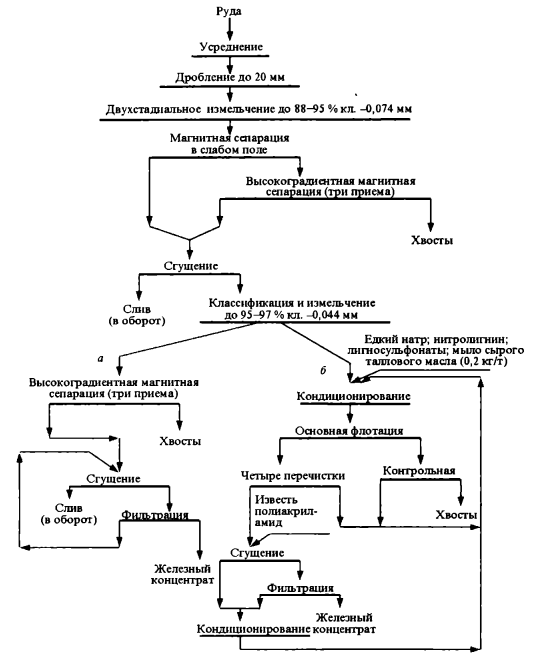 Руда
Усреднение
Дробление до 20 мм
Двухстадиальное измельчение до 88–95 % кл. –0,074 мм
Магнитная сепарация
в слабом поле
Высокоградиентная магнитная
сепарация (три приема)
Хвосты
Сгущение
Слив
(в оборот)
Классификация и измельчение
до 95–97 % кл. –0,044 мм
Едкий натр; нитролигнин;
лигносульфонаты; мыло сырого
таллового масла (0,2 кг/т)
а
б
Высокоградиентная магнитная
сепарация (три приема)
Хвосты
Сгущение
Слив
(в оборот)
Фильтрация
Железный
концентрат
Кондиционирование
Основная флотация
Четыре перечистки
Контрольная
Известь
полиакрил-
амид
Хвосты
Сгущение
Фильтрация
Железный
концентрат
Кондиционирование